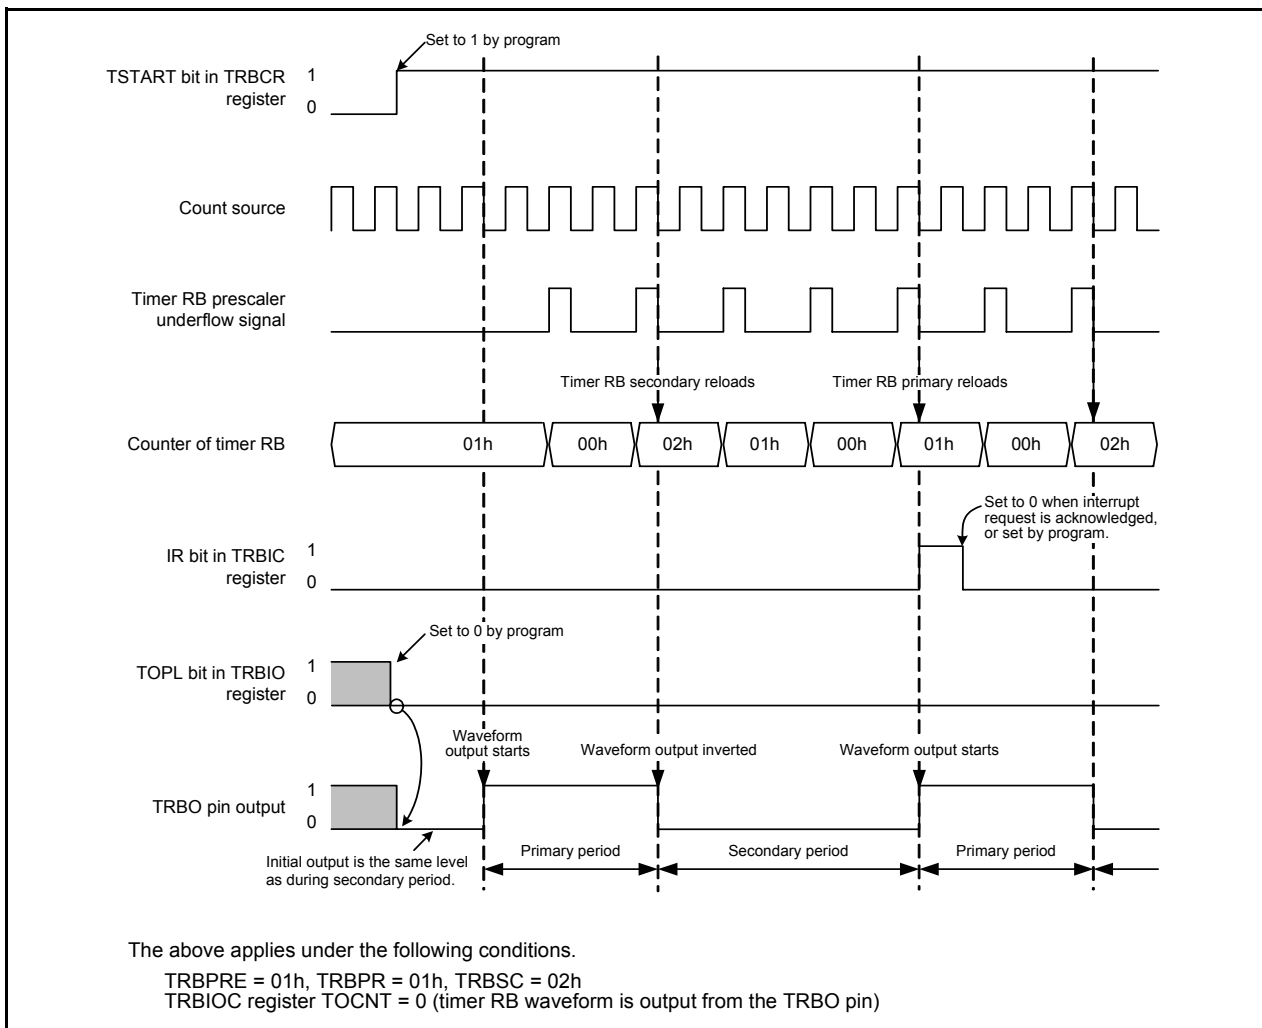 Set to 1 by program
TSTART bit in TRBCR
register
1
0
Count source
Timer RB prescaler
underflow signal
Timer RB secondary reloads
Timer RB primary reloads
Counter of timer RB
01h
00h
02h
01h
00h
01h
00h
02h
Set to 0 when interrupt
request is acknowledged,
or set by program.
IR bit in TRBIC
register
1
0
Set to 0 by program
TOPL bit in TRBIO
register
1
0
Waveform
output starts
Waveform output inverted
Waveform output starts
TRBO pin output
1
0
Initial output is the same level
as during secondary period.
Primary period
Secondary period
Primary period
The above applies under the following conditions.
TRBPRE = 01h, TRBPR = 01h, TRBSC = 02h
TRBIOC register TOCNT = 0 (timer RB waveform is output from the TRBO pin)